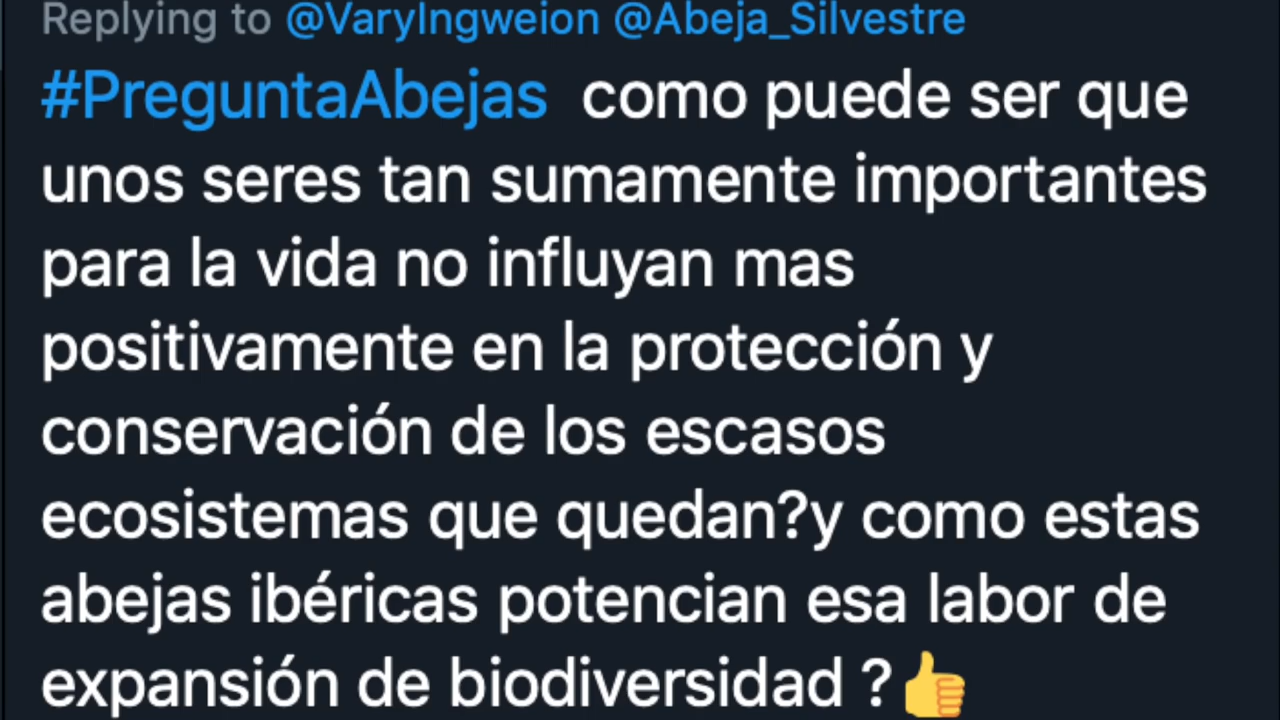 Replying to @VaryIngweion @Abeja_Silvestre
#PreguntaAbejas como puede ser que
unos seres tan sumamente importantes
para la vida no influyan mas
positivamente en la protección y
conservación de los escasos
ecosistemas que quedan?y como estas
abejas ibéricas potencian esa labor de
expansión de biodiversidad ?👍